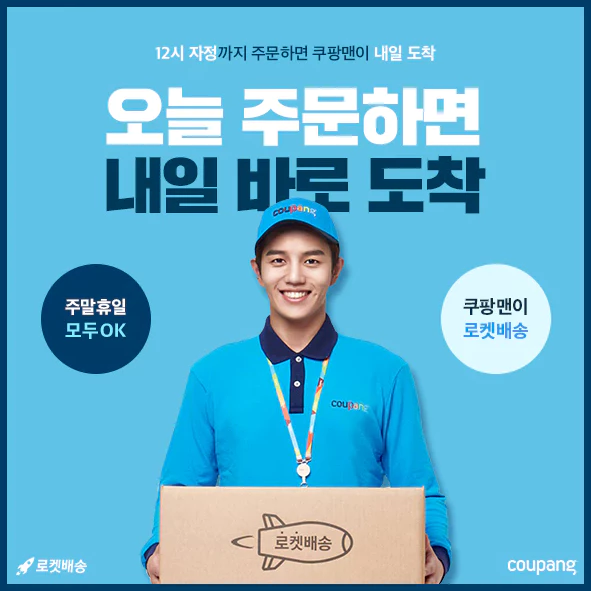 12시 자정까지 주문하면 쿠팡맨이 내일 도착
오늘 주문하면
내일 바로 도착
coupang
주말휴일
모두OK
쿠팡맨이
로켓배송
coupang
로켓배송
로켓배송
coupang